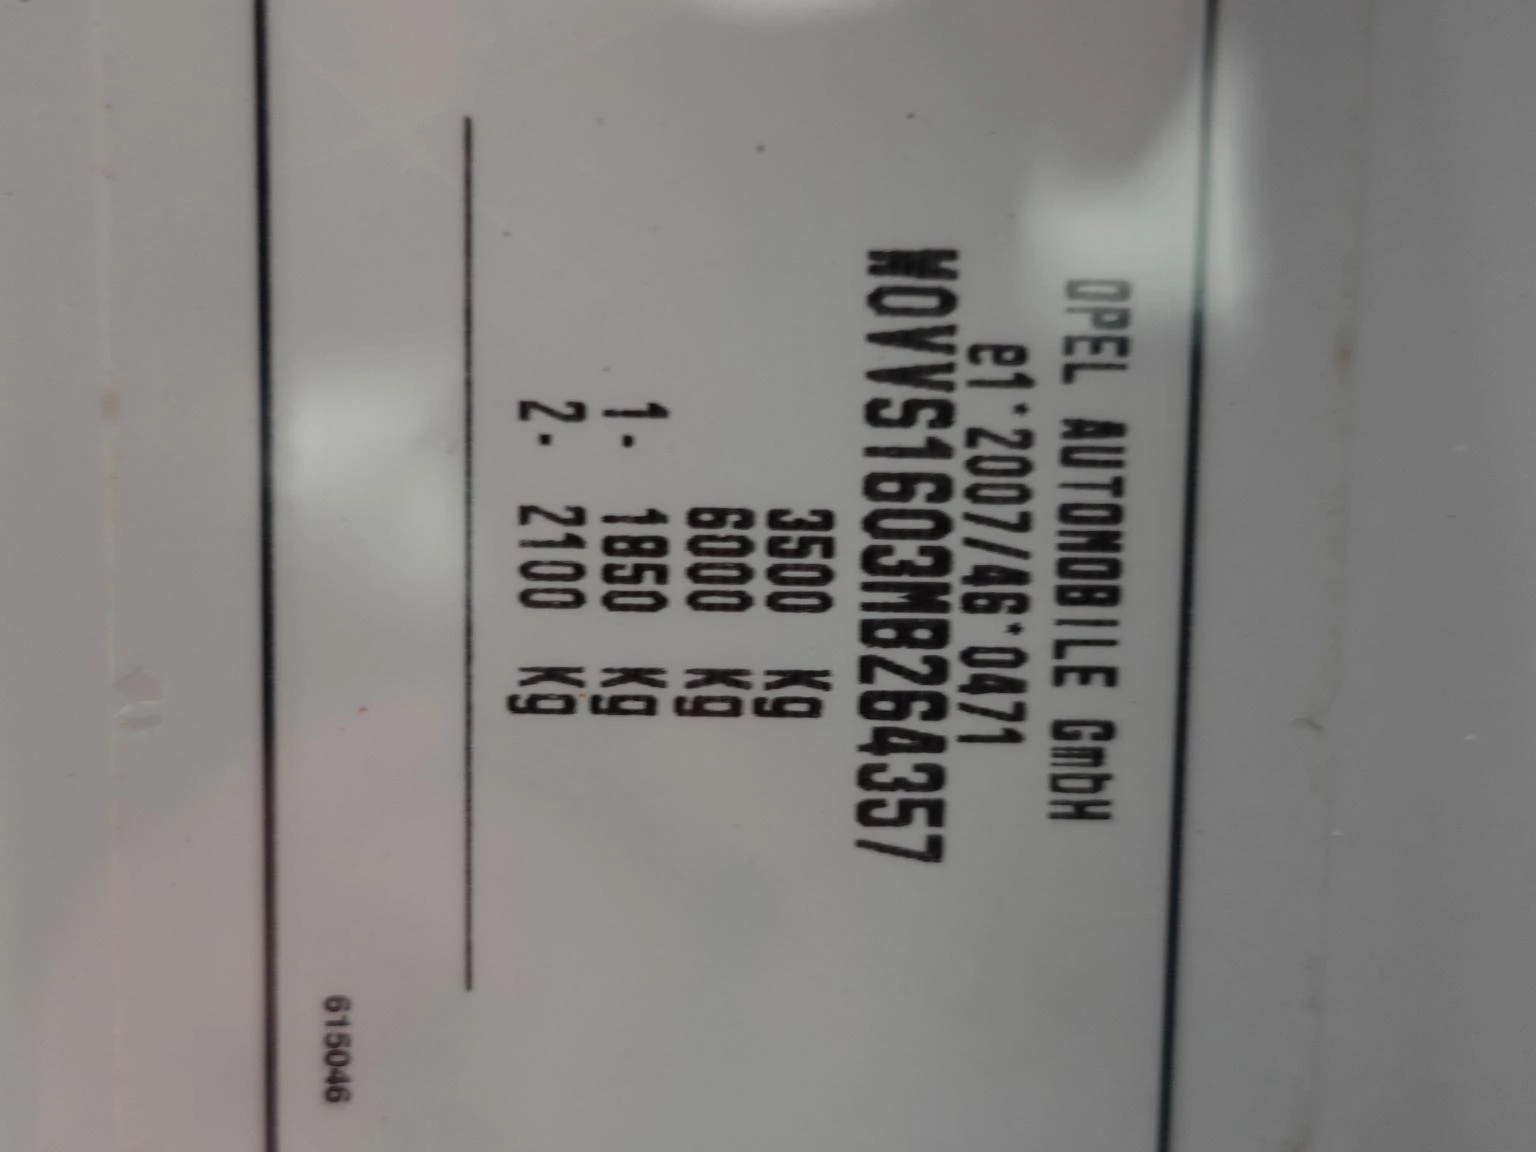 OPEL AUTOMOBILE GmbH
e1*2007/46*0471
W0VVS1603MB264357
3500 Kg
6000 Kg
1. 1850 Kg
2. 2100 Kg
615046